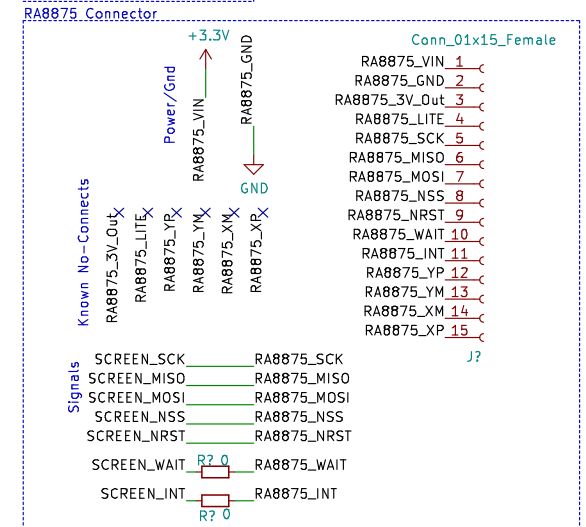 RA8875 Connector
Power/Gnd
+3.3V
RA8875_VIN
RA8875_GND
GND
Known No-Connects
RA8875_3V_Out
RA8875_LITE
RA8875_YP
RA8875_YM
RA8875_XM
RA8875_XP
Signals
SCREEN_SCK RA8875_SCK
SCREEN_MISO RA8875_MISO
SCREEN_MOSI RA8875_MOSI
SCREEN_NSS RA8875_NSS
SCREEN_NRST RA8875_NRST
SCREEN_WAIT R? 0 RA8875_WAIT
SCREEN_INT R? 0 RA8875_INT
Conn_01x15_Female
RA8875_VIN 1
RA8875_GND 2
RA8875_3V_Out 3
RA8875_LITE 4
RA8875_SCK 5
RA8875_MISO 6
RA8875_MOSI 7
RA8875_NSS 8
RA8875_NRST 9
RA8875_WAIT 10
RA8875_INT 11
RA8875_YP 12
RA8875_YM 13
RA8875_XM 14
RA8875_XP 15
J?